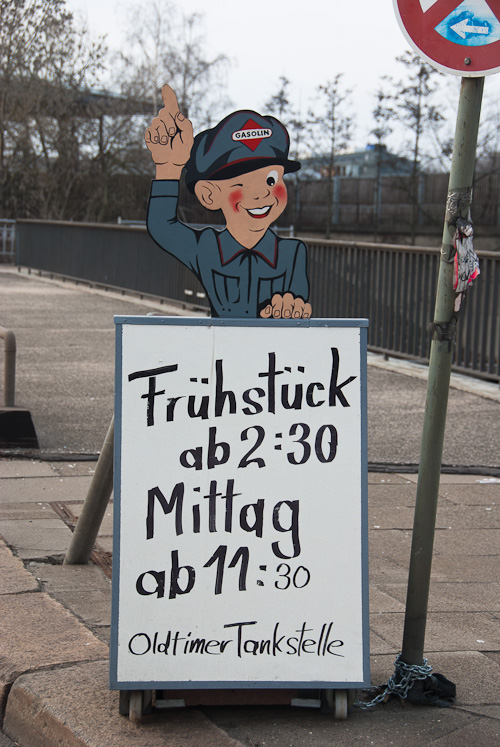 GASOLIN
Frühstück
ab 2:30
Mittag
ab 11:30
Oldtimer Tankstelle